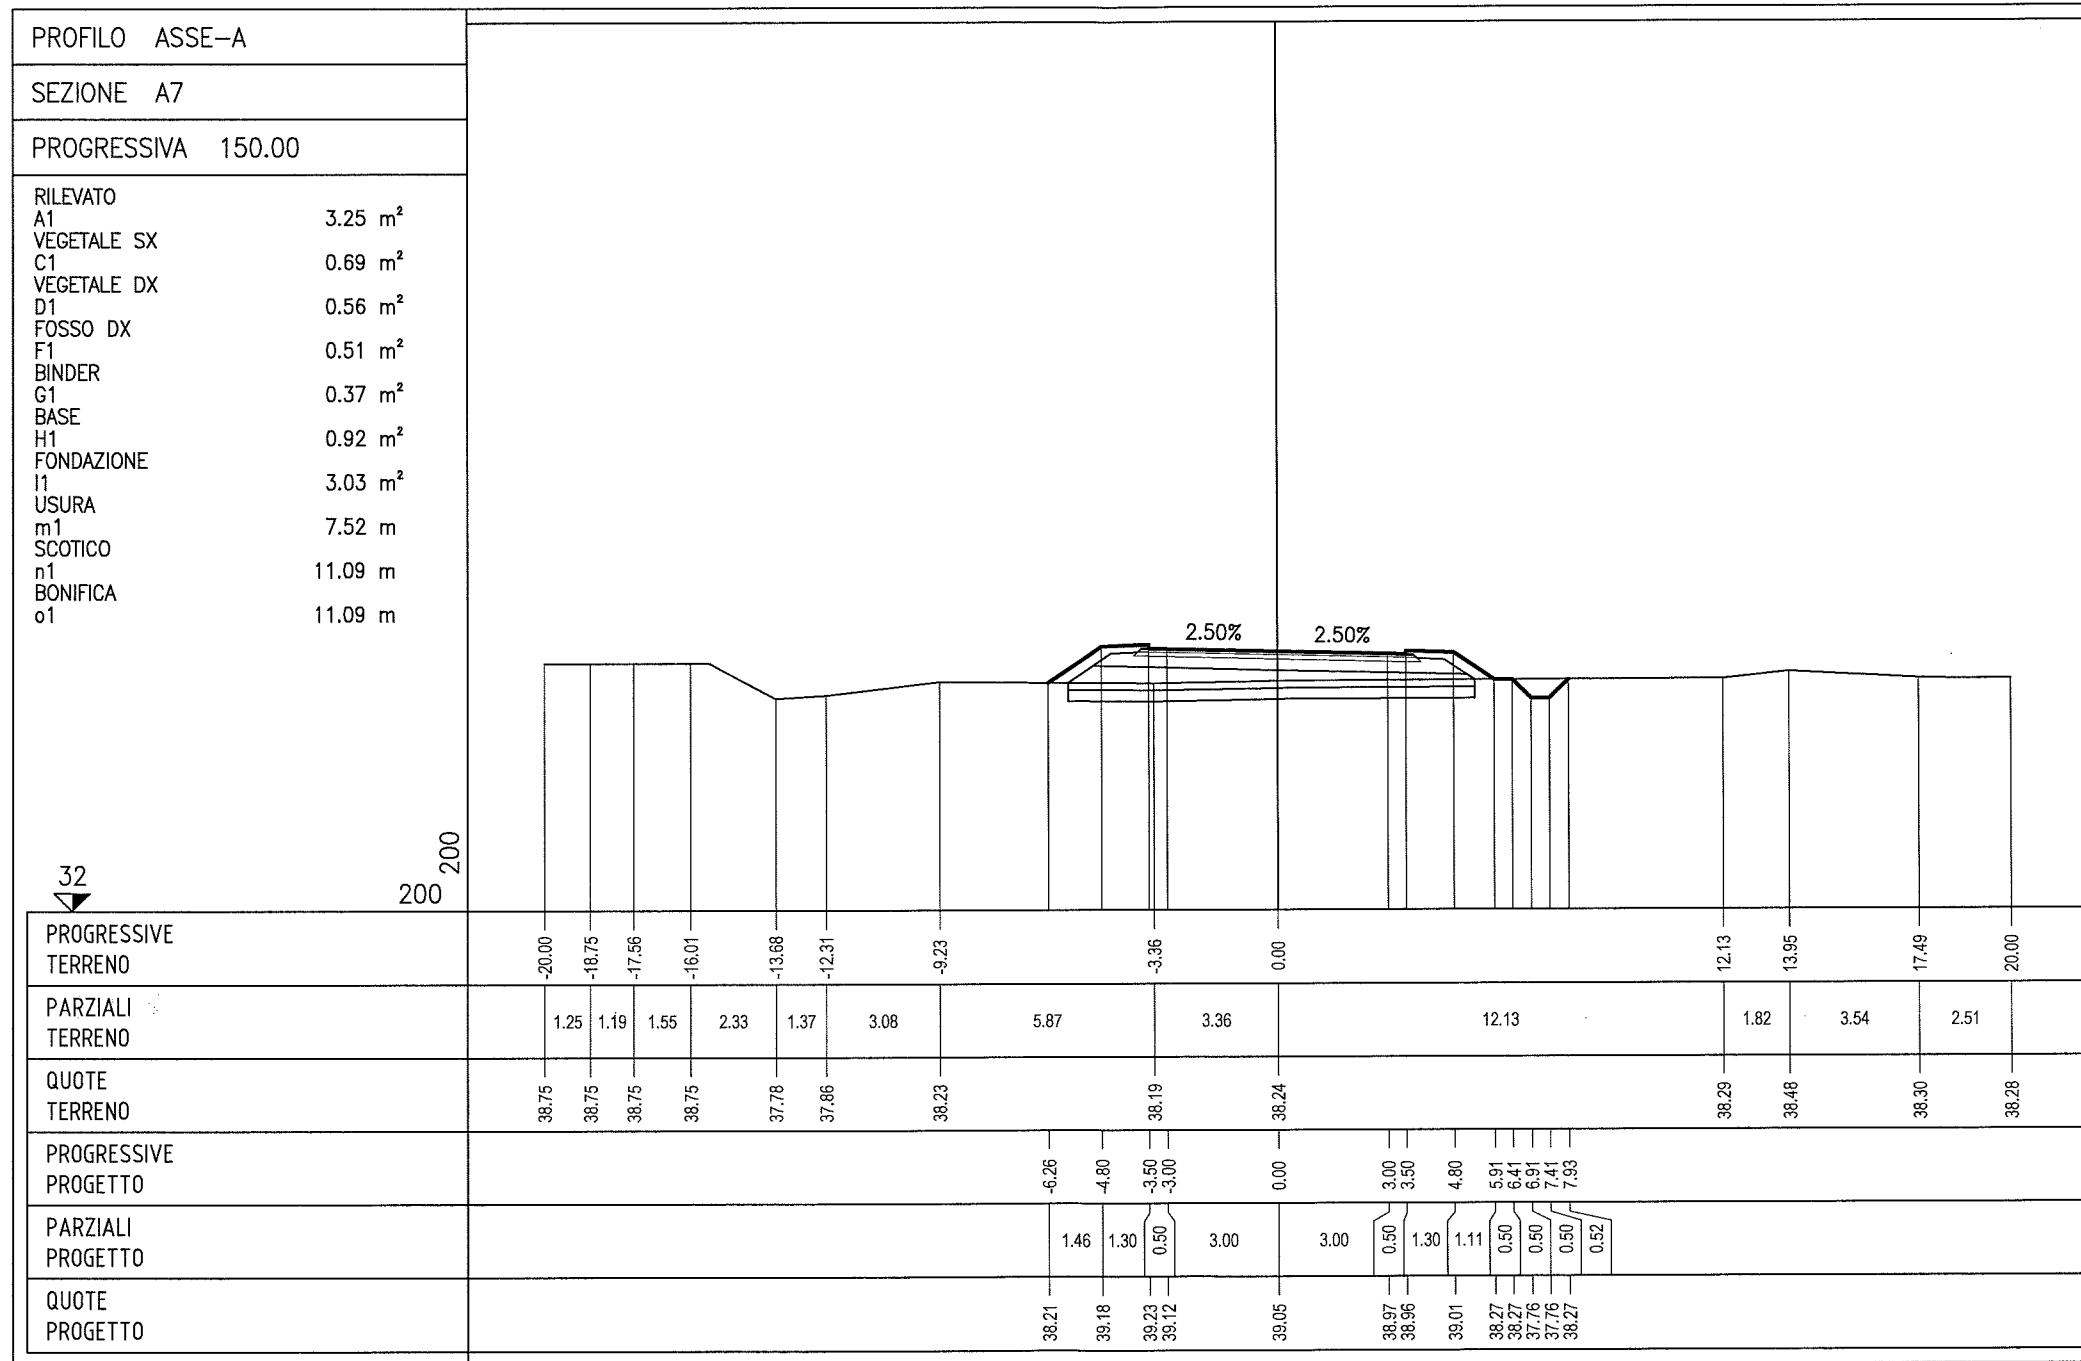 PROFILO ASSE-A
SEZIONE A7
PROGRESSIVA 150.00
RILEVATO
A1 3.25 m²
VEGETALE SX
C1 0.69 m²
VEGETALE DX
D1 0.56 m²
FOSSO DX
F1 0.51 m²
BINDER
G1 0.37 m²
BASE
H1 0.92 m²
FONDAZIONE
I1 3.03 m²
USURA
m1 7.52 m
SCOTICO
n1 11.09 m
BONIFICA
o1 11.09 m
2.50% 2.50%
200
32 200
PROGRESSIVE
TERRENO
-20.00 -18.75 -17.56 -16.01 -13.68 -12.31 -9.23 -3.36 0.00 12.13 13.95 17.49 20.00
PARZIALI
TERRENO
1.25 1.19 1.55 2.33 1.37 3.08 5.87 3.36 12.13 1.82 3.54 2.51
QUOTE
TERRENO
38.75 38.75 38.75 38.75 37.78 37.86 38.23 38.19 38.24 38.29 38.48 38.30 38.28
PROGRESSIVE
PROGETTO
-6.26 -4.80 -3.50 -3.00 0.00 3.00 3.50 4.80 5.91 6.41 6.91 7.41 7.93
PARZIALI
PROGETTO
1.46 1.30 0.50 3.00 3.00 0.50 1.30 1.11 0.50 0.50 0.50 0.52
QUOTE
PROGETTO
38.21 39.18 39.23 39.12 39.05 38.97 38.96 39.01 38.27 38.27 37.76 37.76 38.27